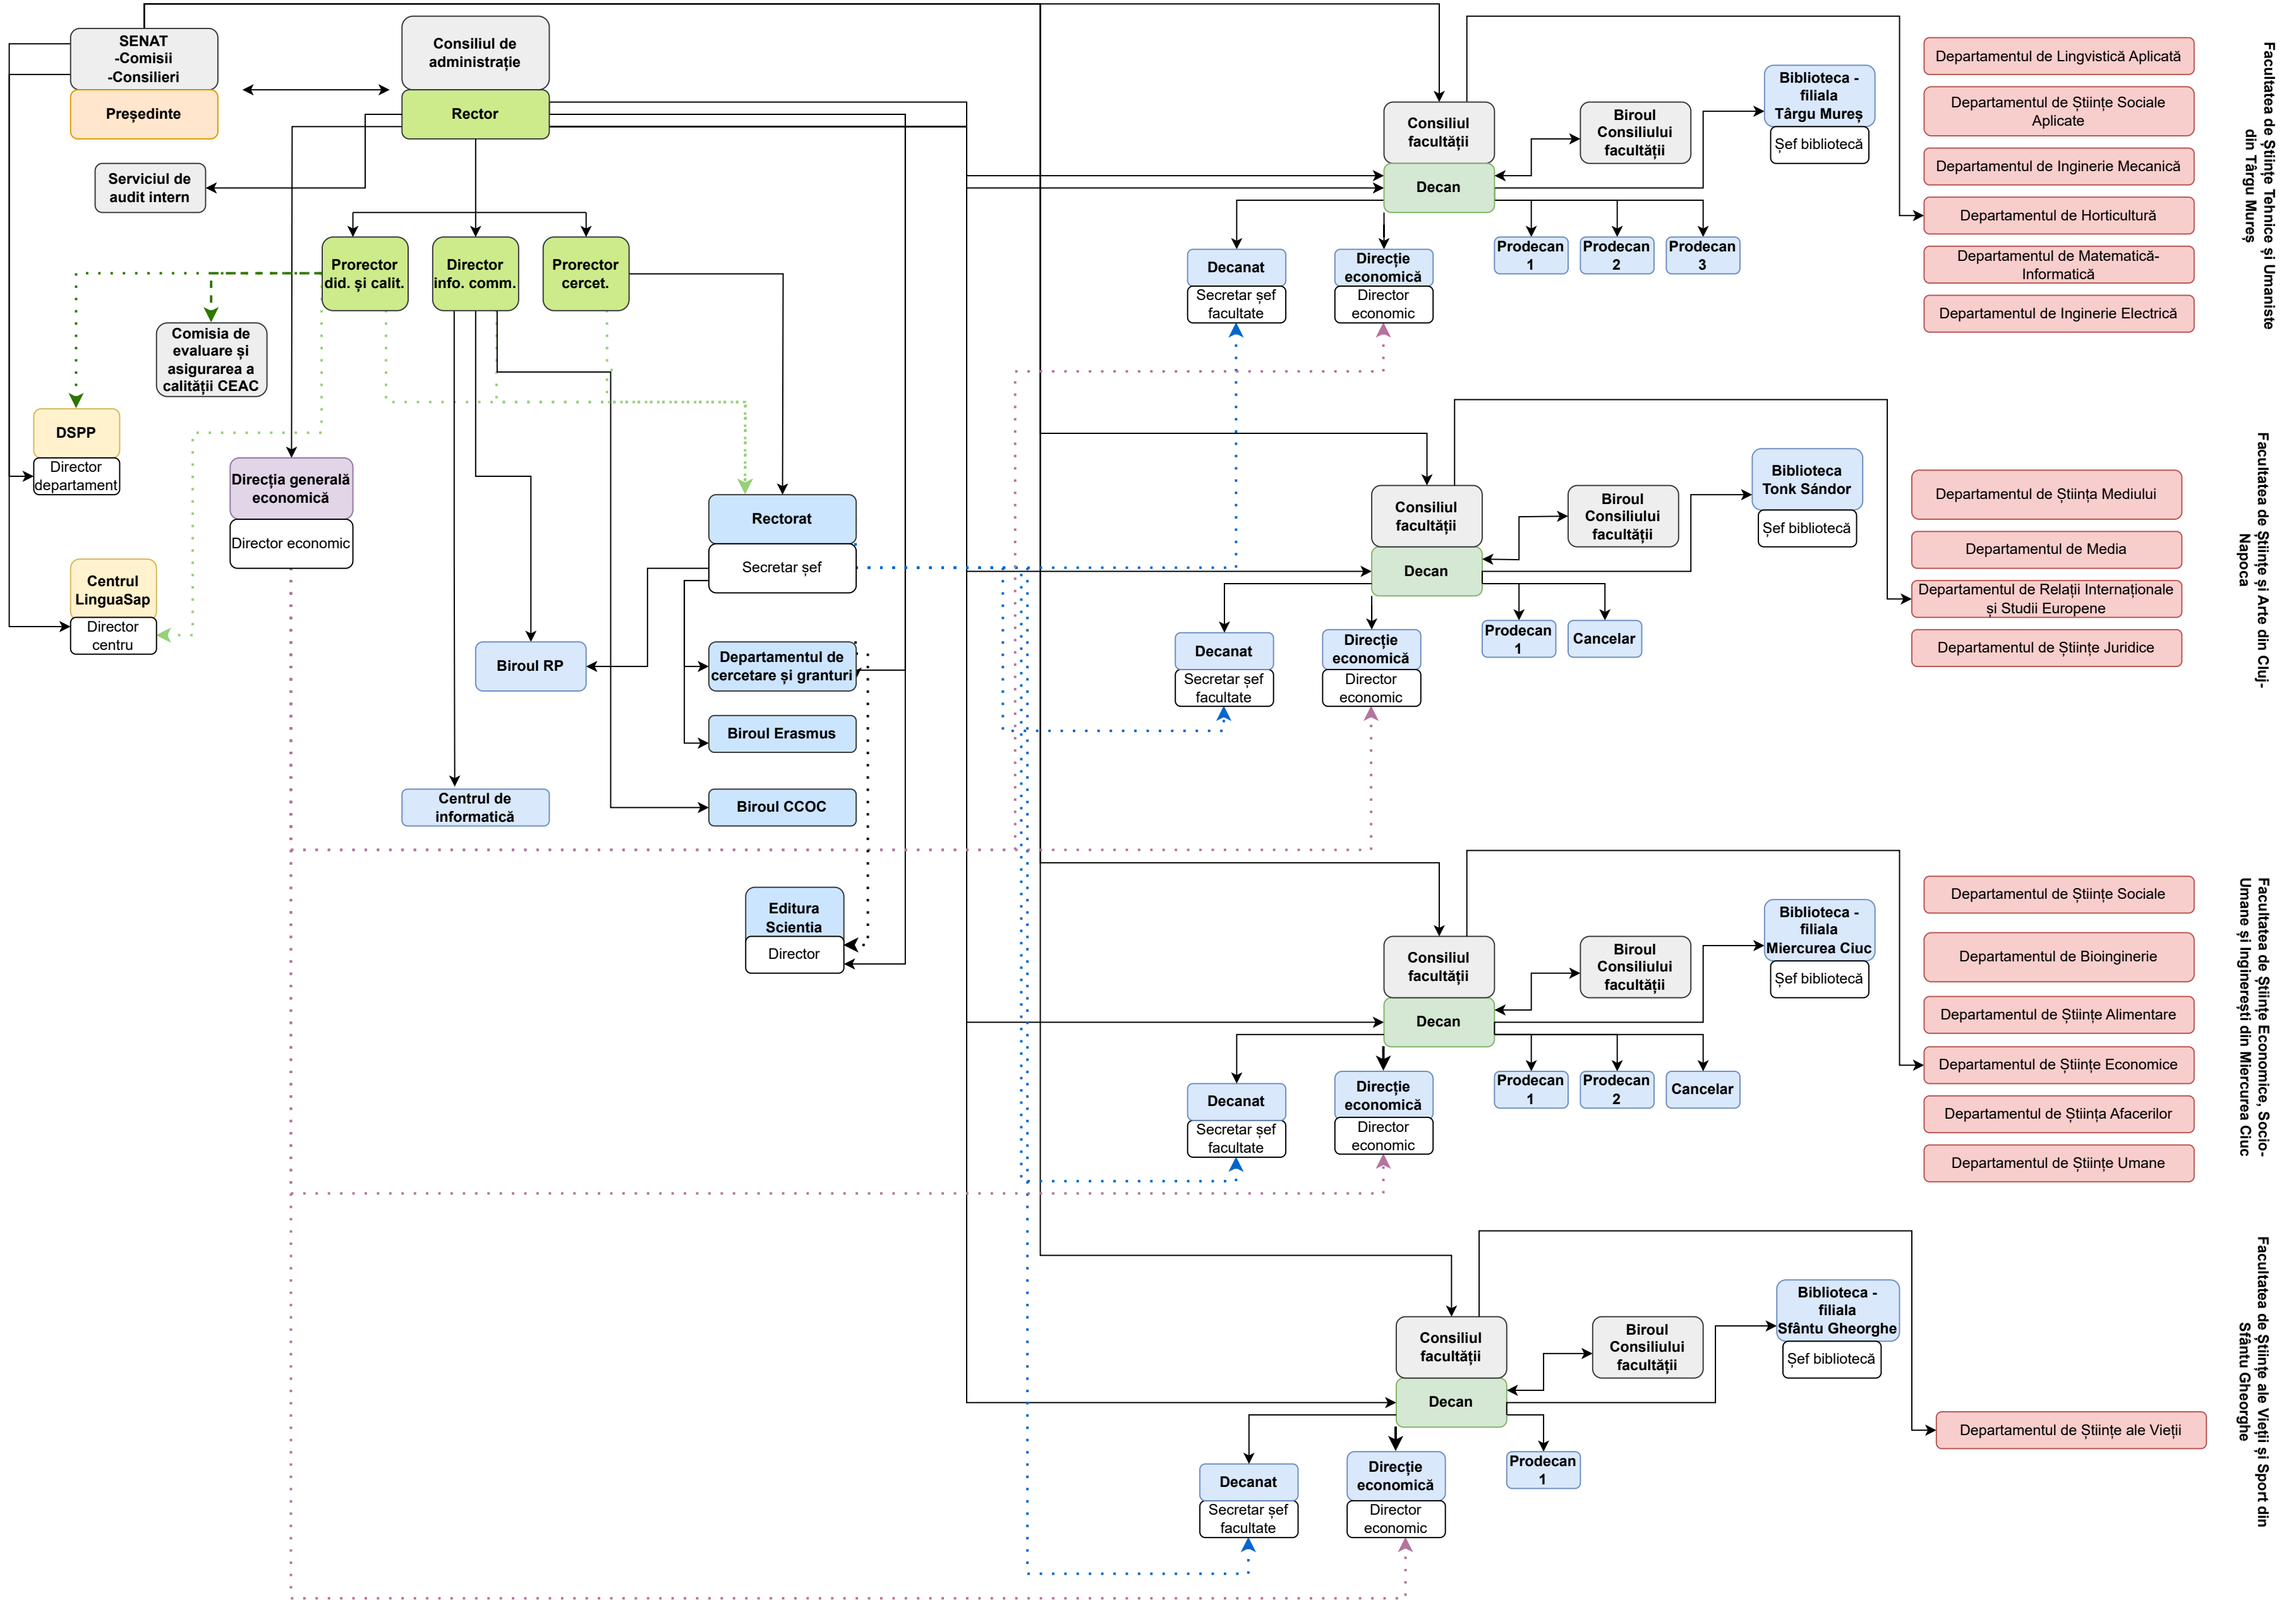 SENAT
-Comisii
-Consilieri
Președinte
Consiliul de
administrație
Rector
Serviciul de
audit intern
Prorector
did. și calit.
Director
info. comm.
Prorector
cercet.
Comisia de
evaluare și
asigurarea a
calității CEAC
DSPP
Director
departament
Direcția generală
economică
Director economic
Centrul
LinguaSap
Director
centru
Rectorat
Secretar șef
Biroul RP
Departamentul de
cercetare și granturi
Biroul Erasmus
Centrul de
informatică
Biroul CCOC
Editura
Scientia
Director
Consiliul
facultății
Decan
Biroul
Consiliului
facultății
Biblioteca -
filiala
Târgu Mureș
Șef bibliotecă
Decanat
Secretar șef
facultate
Direcție
economică
Director
economic
Prodecan
1
Prodecan
2
Prodecan
3
Departamentul de Lingvistică Aplicată
Departamentul de Științe Sociale
Aplicate
Departamentul de Inginerie Mecanică
Departamentul de Horticultură
Departamentul de Matematică-
Informatică
Departamentul de Inginerie Electrică
Facultatea de Științe Tehnice și Umaniste
din Târgu Mureș
Consiliul
facultății
Decan
Biroul
Consiliului
facultății
Biblioteca
Tonk Sándor
Șef bibliotecă
Decanat
Secretar șef
facultate
Direcție
economică
Director
economic
Prodecan
1
Cancelar
Departamentul de Știința Mediului
Departamentul de Media
Departamentul de Relații Internaționale
și Studii Europene
Departamentul de Științe Juridice
Facultatea de Științe și Arte din Cluj-
Napoca
Consiliul
facultății
Decan
Biroul
Consiliului
facultății
Biblioteca -
filiala
Miercurea Ciuc
Șef bibliotecă
Decanat
Secretar șef
facultate
Direcție
economică
Director
economic
Prodecan
1
Prodecan
2
Cancelar
Departamentul de Științe Sociale
Departamentul de Bioinginerie
Departamentul de Științe Alimentare
Departamentul de Științe Economice
Departamentul de Știința Afacerilor
Departamentul de Științe Umane
Facultatea de Științe Economice, Socio-
Umane și Inginerești din Miercurea Ciuc
Consiliul
facultății
Decan
Biroul
Consiliului
facultății
Biblioteca -
filiala
Sfântu Gheorghe
Șef bibliotecă
Decanat
Secretar șef
facultate
Direcție
economică
Director
economic
Prodecan
1
Departamentul de Științe ale Vieții
Facultatea de Științe ale Vieții și Sport din
Sfântu Gheorghe